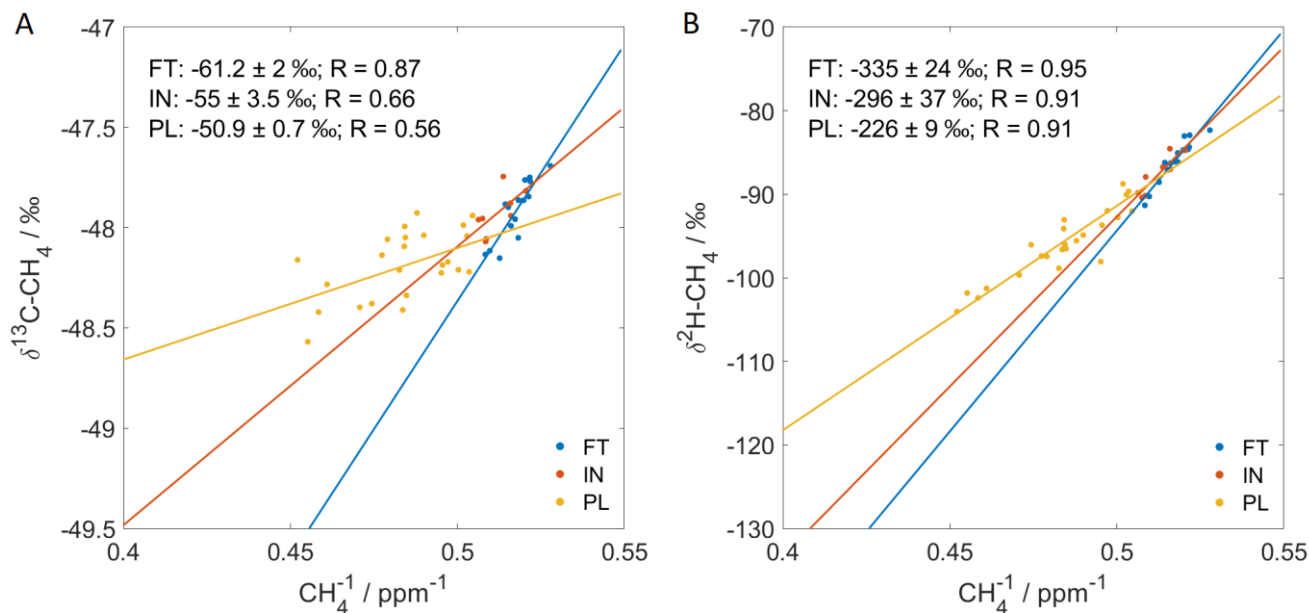 A
FT: -61.2 ± 2 ‰; R = 0.87
IN: -55 ± 3.5 ‰; R = 0.66
PL: -50.9 ± 0.7 ‰; R = 0.56
-47
-47.5
-48
-48.5
-49
-49.5
δ¹³C-CH₄ / ‰
FT
IN
PL
0.4 0.45 0.5 0.55
CH₄⁻¹ / ppm⁻¹
B
FT: -335 ± 24 ‰; R = 0.95
IN: -296 ± 37 ‰; R = 0.91
PL: -226 ± 9 ‰; R = 0.91
-70
-80
-90
-100
-110
-120
-130
δ²H-CH₄ / ‰
FT
IN
PL
0.4 0.45 0.5 0.55
CH₄⁻¹ / ppm⁻¹